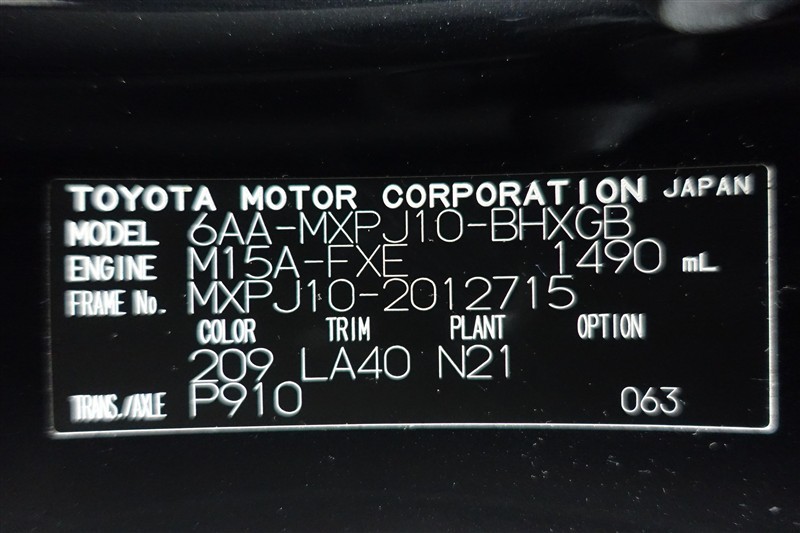 TOYOTA MOTOR CORPORATION JAPAN
MODEL 6AA-MXPJ10-BHXGB
ENGINE M15A-FXE 1490 mL
FRAME No. MXPJ10-2012715
COLOR TRIM PLANT OPTION
209 LA40 N21
TRANS./AXLE P910 063